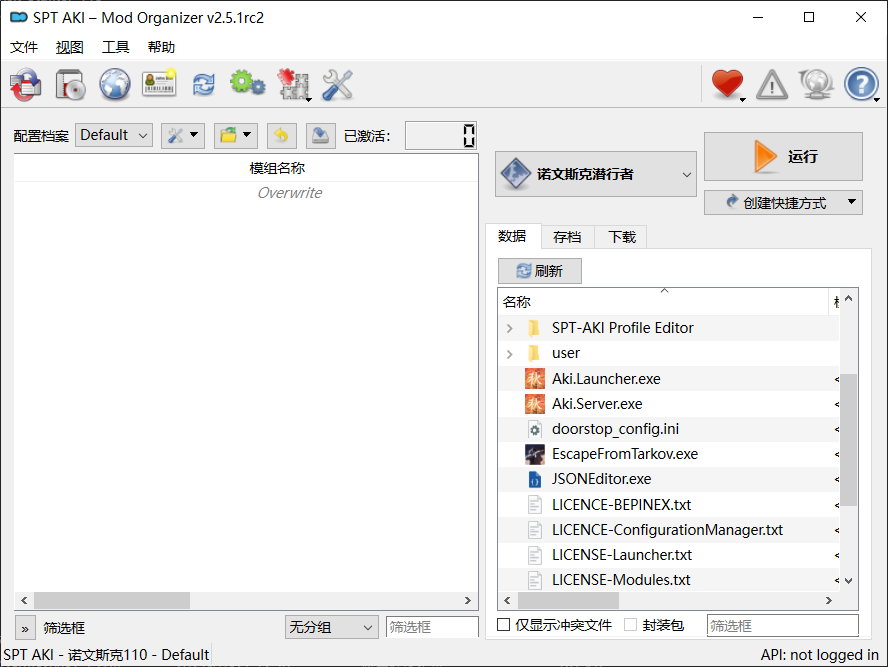 SPT AKI – Mod Organizer v2.5.1rc2
文件 视图 工具 帮助
配置档案 Default 已激活： 0
模组名称
Overwrite
诺文斯克潜行者
运行
创建快捷方式
数据 存档 下载
刷新
名称
SPT-AKI Profile Editor
user
Aki.Launcher.exe <
Aki.Server.exe <
doorstop_config.ini <
EscapeFromTarkov.exe <
JSONEditor.exe <
LICENCE-BEPINEX.txt <
LICENCE-ConfigurationManager.txt <
LICENSE-Launcher.txt <
LICENSE-Modules.txt <
» 筛选框 无分组 筛选框
仅显示冲突文件 封装包 筛选框
SPT AKI - 诺文斯克110 - Default API: not logged in